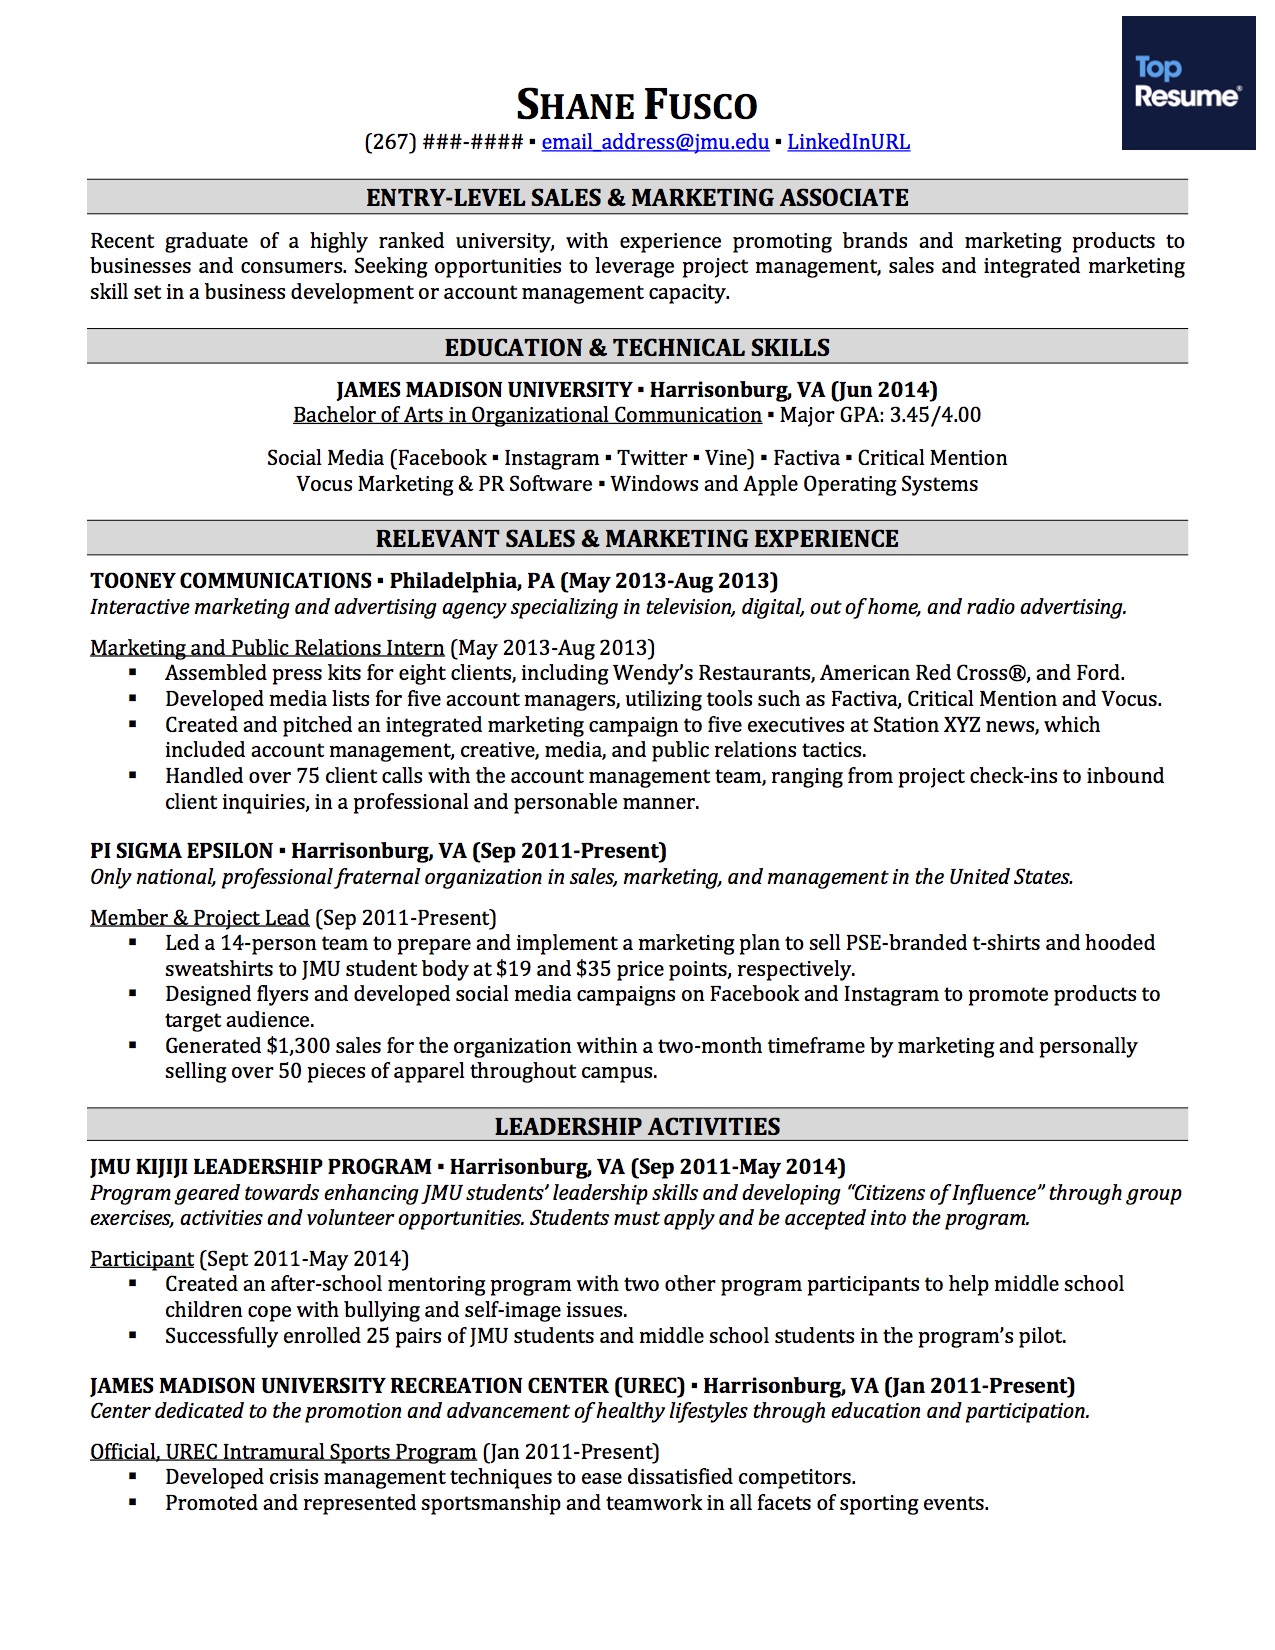 Top
Resume®
SHANE FUSCO
(267) ###-#### ▪ email_address@jmu.edu ▪ LinkedInURL
ENTRY-LEVEL SALES & MARKETING ASSOCIATE
Recent graduate of a highly ranked university, with experience promoting brands and marketing products to
businesses and consumers. Seeking opportunities to leverage project management, sales and integrated marketing
skill set in a business development or account management capacity.
EDUCATION & TECHNICAL SKILLS
JAMES MADISON UNIVERSITY ▪ Harrisonburg, VA (Jun 2014)
Bachelor of Arts in Organizational Communication ▪ Major GPA: 3.45/4.00
Social Media (Facebook ▪ Instagram ▪ Twitter ▪ Vine) ▪ Factiva ▪ Critical Mention
Vocus Marketing & PR Software ▪ Windows and Apple Operating Systems
RELEVANT SALES & MARKETING EXPERIENCE
TOONEY COMMUNICATIONS ▪ Philadelphia, PA (May 2013-Aug 2013)
Interactive marketing and advertising agency specializing in television, digital, out of home, and radio advertising.
Marketing and Public Relations Intern (May 2013-Aug 2013)
▪ Assembled press kits for eight clients, including Wendy’s Restaurants, American Red Cross®, and Ford.
▪ Developed media lists for five account managers, utilizing tools such as Factiva, Critical Mention and Vocus.
▪ Created and pitched an integrated marketing campaign to five executives at Station XYZ news, which
included account management, creative, media, and public relations tactics.
▪ Handled over 75 client calls with the account management team, ranging from project check-ins to inbound
client inquiries, in a professional and personable manner.
PI SIGMA EPSILON ▪ Harrisonburg, VA (Sep 2011-Present)
Only national, professional fraternal organization in sales, marketing, and management in the United States.
Member & Project Lead (Sep 2011-Present)
▪ Led a 14-person team to prepare and implement a marketing plan to sell PSE-branded t-shirts and hooded
sweatshirts to JMU student body at $19 and $35 price points, respectively.
▪ Designed flyers and developed social media campaigns on Facebook and Instagram to promote products to
target audience.
▪ Generated $1,300 sales for the organization within a two-month timeframe by marketing and personally
selling over 50 pieces of apparel throughout campus.
LEADERSHIP ACTIVITIES
JMU KIJIJI LEADERSHIP PROGRAM ▪ Harrisonburg, VA (Sep 2011-May 2014)
Program geared towards enhancing JMU students’ leadership skills and developing “Citizens of Influence” through group
exercises, activities and volunteer opportunities. Students must apply and be accepted into the program.
Participant (Sept 2011-May 2014)
▪ Created an after-school mentoring program with two other program participants to help middle school
children cope with bullying and self-image issues.
▪ Successfully enrolled 25 pairs of JMU students and middle school students in the program’s pilot.
JAMES MADISON UNIVERSITY RECREATION CENTER (UREC) ▪ Harrisonburg, VA (Jan 2011-Present)
Center dedicated to the promotion and advancement of healthy lifestyles through education and participation.
Official, UREC Intramural Sports Program (Jan 2011-Present)
▪ Developed crisis management techniques to ease dissatisfied competitors.
▪ Promoted and represented sportsmanship and teamwork in all facets of sporting events.